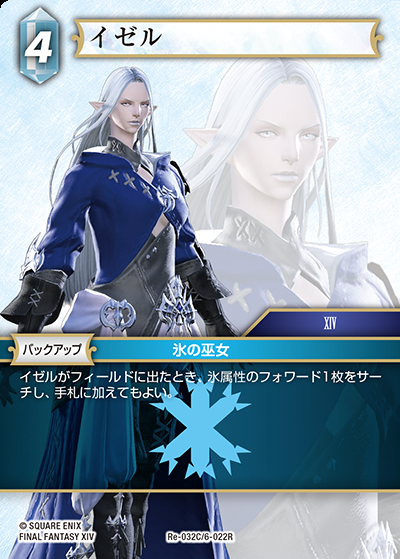 4
イゼル
XIV
バックアップ
氷の巫女
イゼルがフィールドに出たとき、氷属性のフォワード1枚をサー
チし、手札に加えてもよい。
© SQUARE ENIX
FINAL FANTASY XIV
Re-032C/6-022R